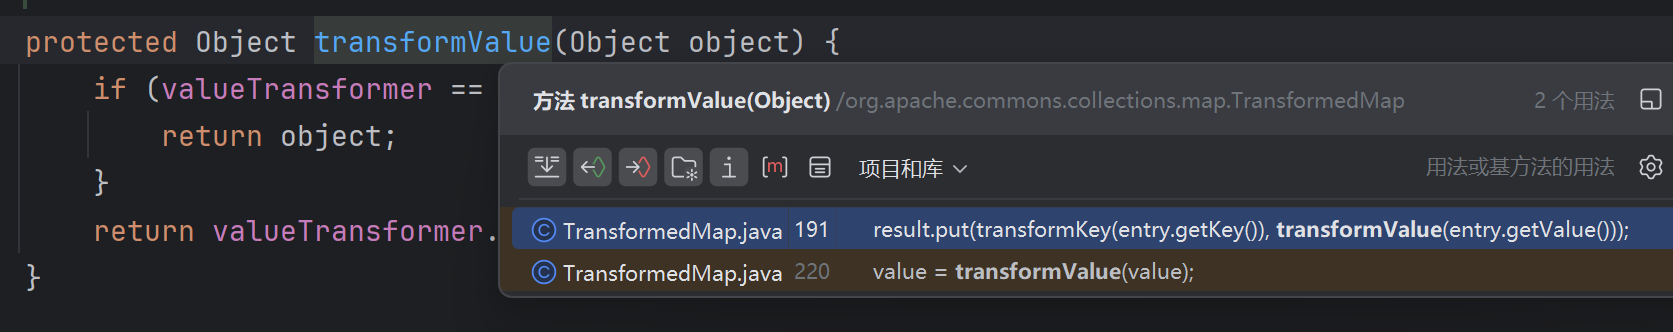 protected Object transformValue(Object object) {
if (valueTransformer ==
方法 transformValue(Object) /org.apache.commons.collections.map.TransformedMap 2 个用法
return object;
[m] 项目和库 用法或基方法的用法
}
return valueTransformer.
TransformedMap.java 191 result.put(transformKey(entry.getKey()), transformValue(entry.getValue()));
}
TransformedMap.java 220 value = transformValue(value);